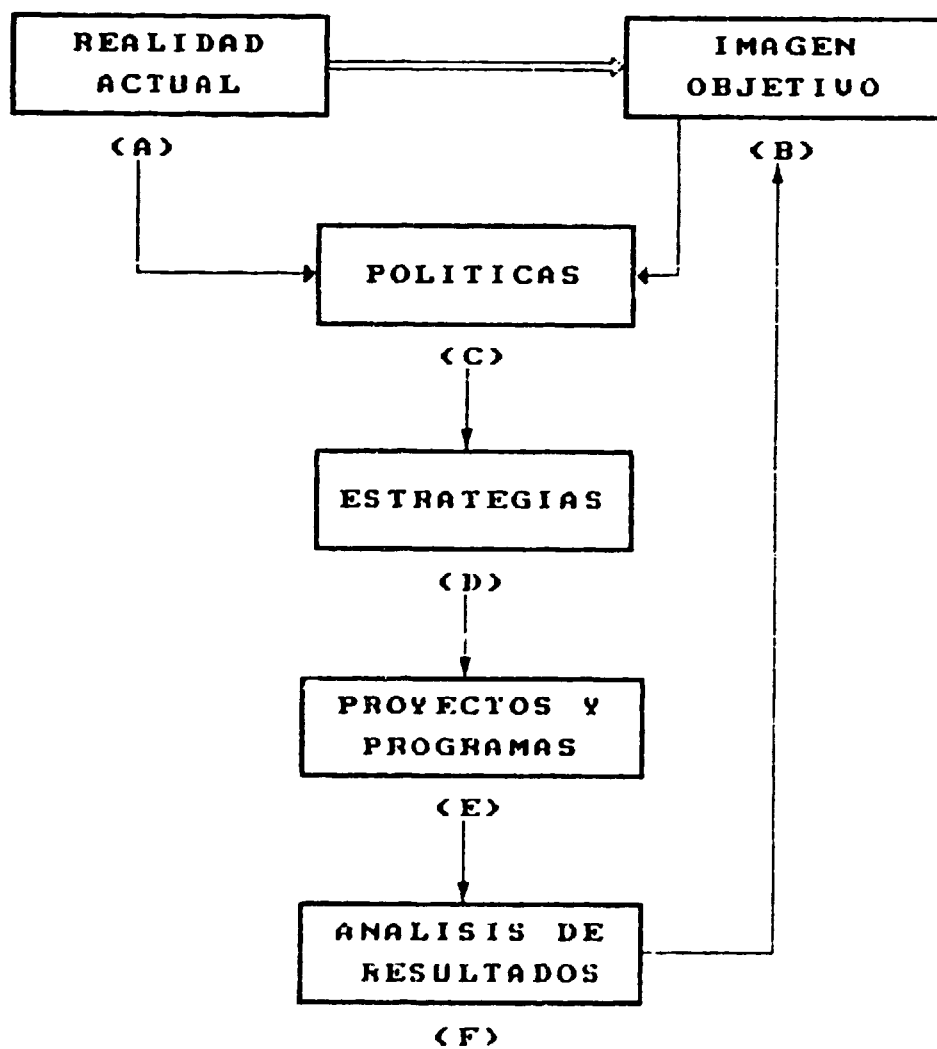 REALIDAD
ACTUAL
IMAGEN
OBJETIVO
(A)
(B)
POLITICAS
(C)
ESTRATEGIAS
(D)
PROYECTOS Y
PROGRAMAS
(E)
ANALISIS DE
RESULTADOS
(F)